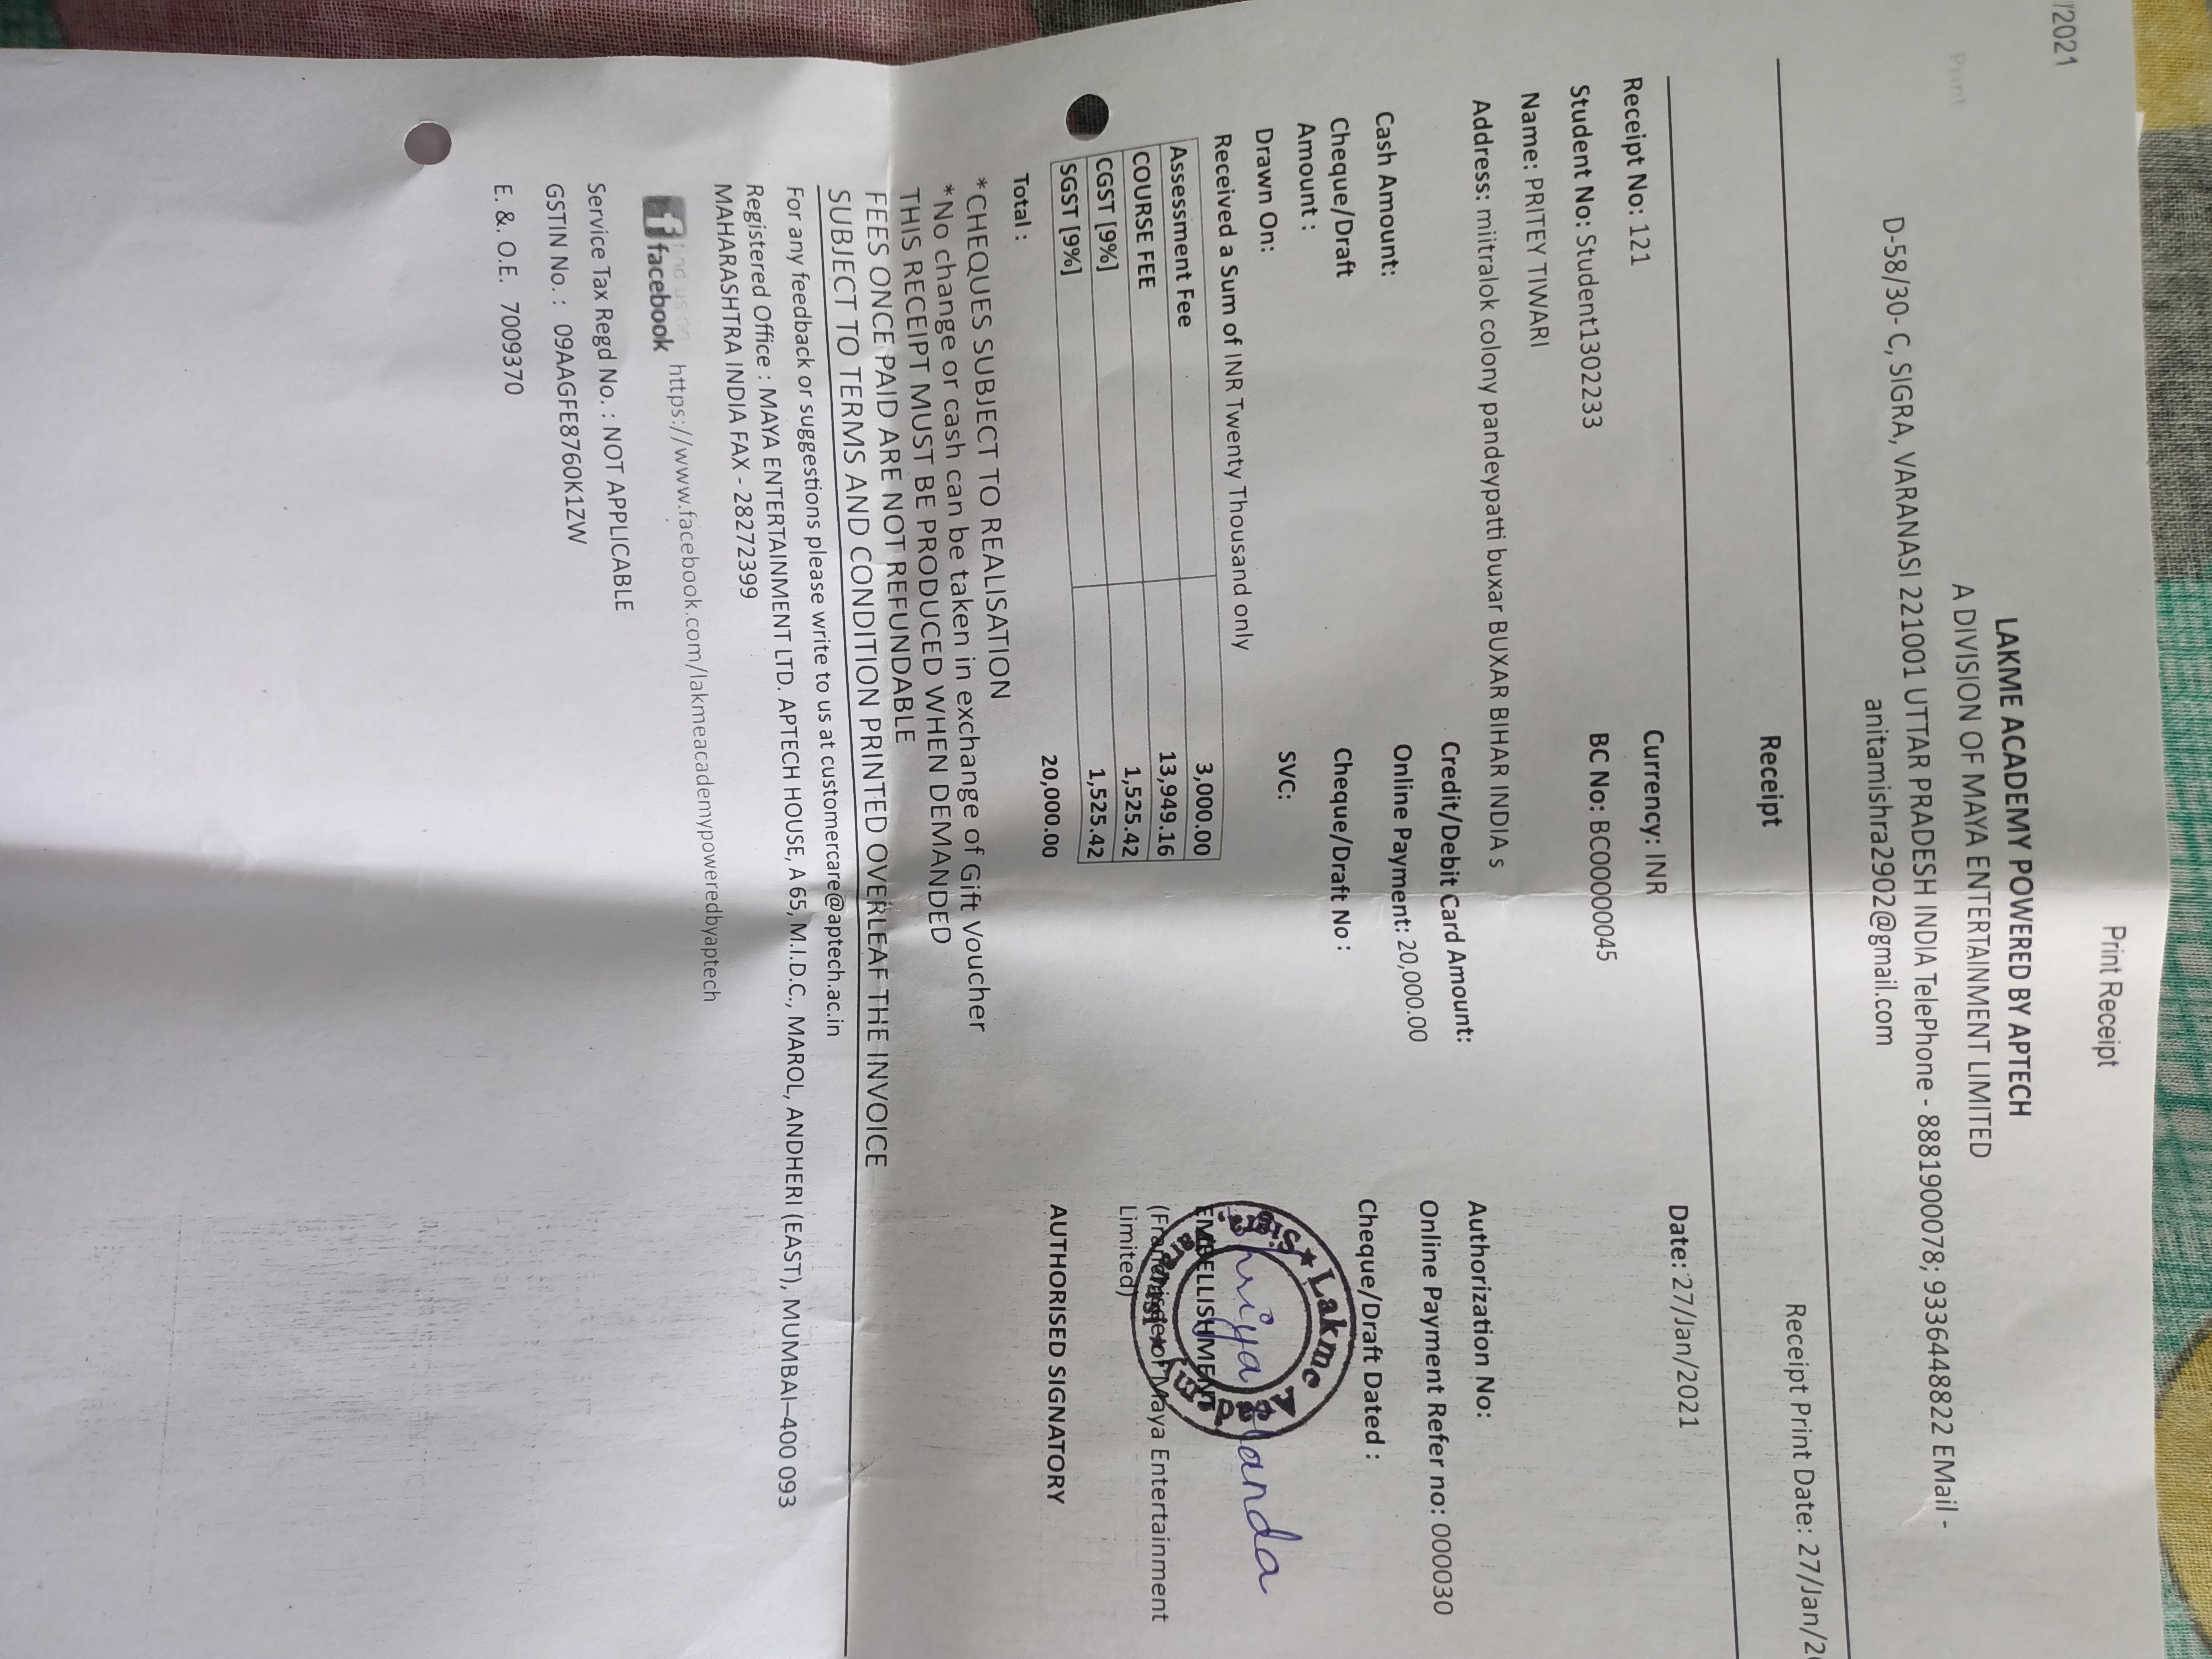 /2021
Print Receipt
Print
LAKME ACADEMY POWERED BY APTECH
A DIVISION OF MAYA ENTERTAINMENT LIMITED
D-58/30- C, SIGRA, VARANASI 221001 UTTAR PRADESH INDIA TelePhone - 8881900078; 9336448822 EMail -
anitamishra2902@gmail.com
Receipt Print Date: 27/Jan/2
Receipt
Receipt No: 121 Currency: INR Date: 27/Jan/2021
Student No: Student1302233 BC No: BC00000045
Name: PRITEY TIWARI
Address: miitralok colony pandeypatti buxar BUXAR BIHAR INDIA s
Credit/Debit Card Amount: Authorization No:
Cash Amount: Online Payment: 20,000.00 Online Payment Refer no: 000030
Cheque/Draft Amount : Cheque/Draft No : Cheque/Draft Dated :
Drawn On: SVC:
Received a Sum of INR Twenty Thousand only
Assessment Fee 3,000.00
COURSE FEE 13,949.16
CGST [9%] 1,525.42
SGST [9%] 1,525.42
Total : 20,000.00
Lakme
Sigra
EMBELLISHMENT
(Franchisee of Maya Entertainment
Limited)
AUTHORISED SIGNATORY
*CHEQUES SUBJECT TO REALISATION
*No change or cash can be taken in exchange of Gift Voucher
THIS RECEIPT MUST BE PRODUCED WHEN DEMANDED
FEES ONCE PAID ARE NOT REFUNDABLE
SUBJECT TO TERMS AND CONDITION PRINTED OVERLEAF THE INVOICE
For any feedback or suggestions please write to us at customercare@aptech.ac.in
Registered Office : MAYA ENTERTAINMENT LTD. APTECH HOUSE, A 65, M.I.D.C., MAROL, ANDHERI (EAST), MUMBAI–400 093
MAHARASHTRA INDIA FAX - 28272399
find us on
facebook https://www.facebook.com/lakmeacademypoweredbyaptech
Service Tax Regd No. : NOT APPLICABLE
GSTIN No. : 09AAGFE8760K1ZW
E. &. O.E. 7009370